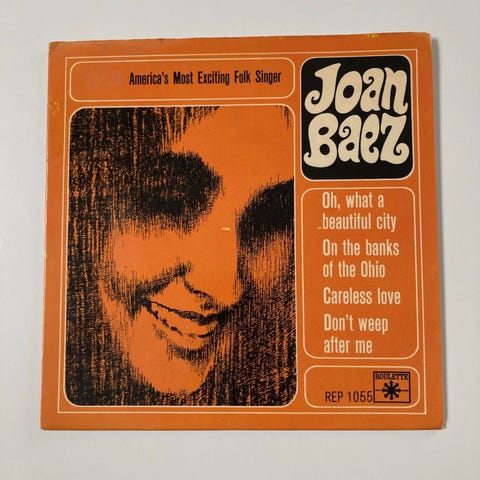 America's Most Exciting Folk Singer
Joan
Baez
Oh, what a
beautiful city
On the banks
of the Ohio
Careless love
Don't weep
after me
ROULETTE
REP 1055